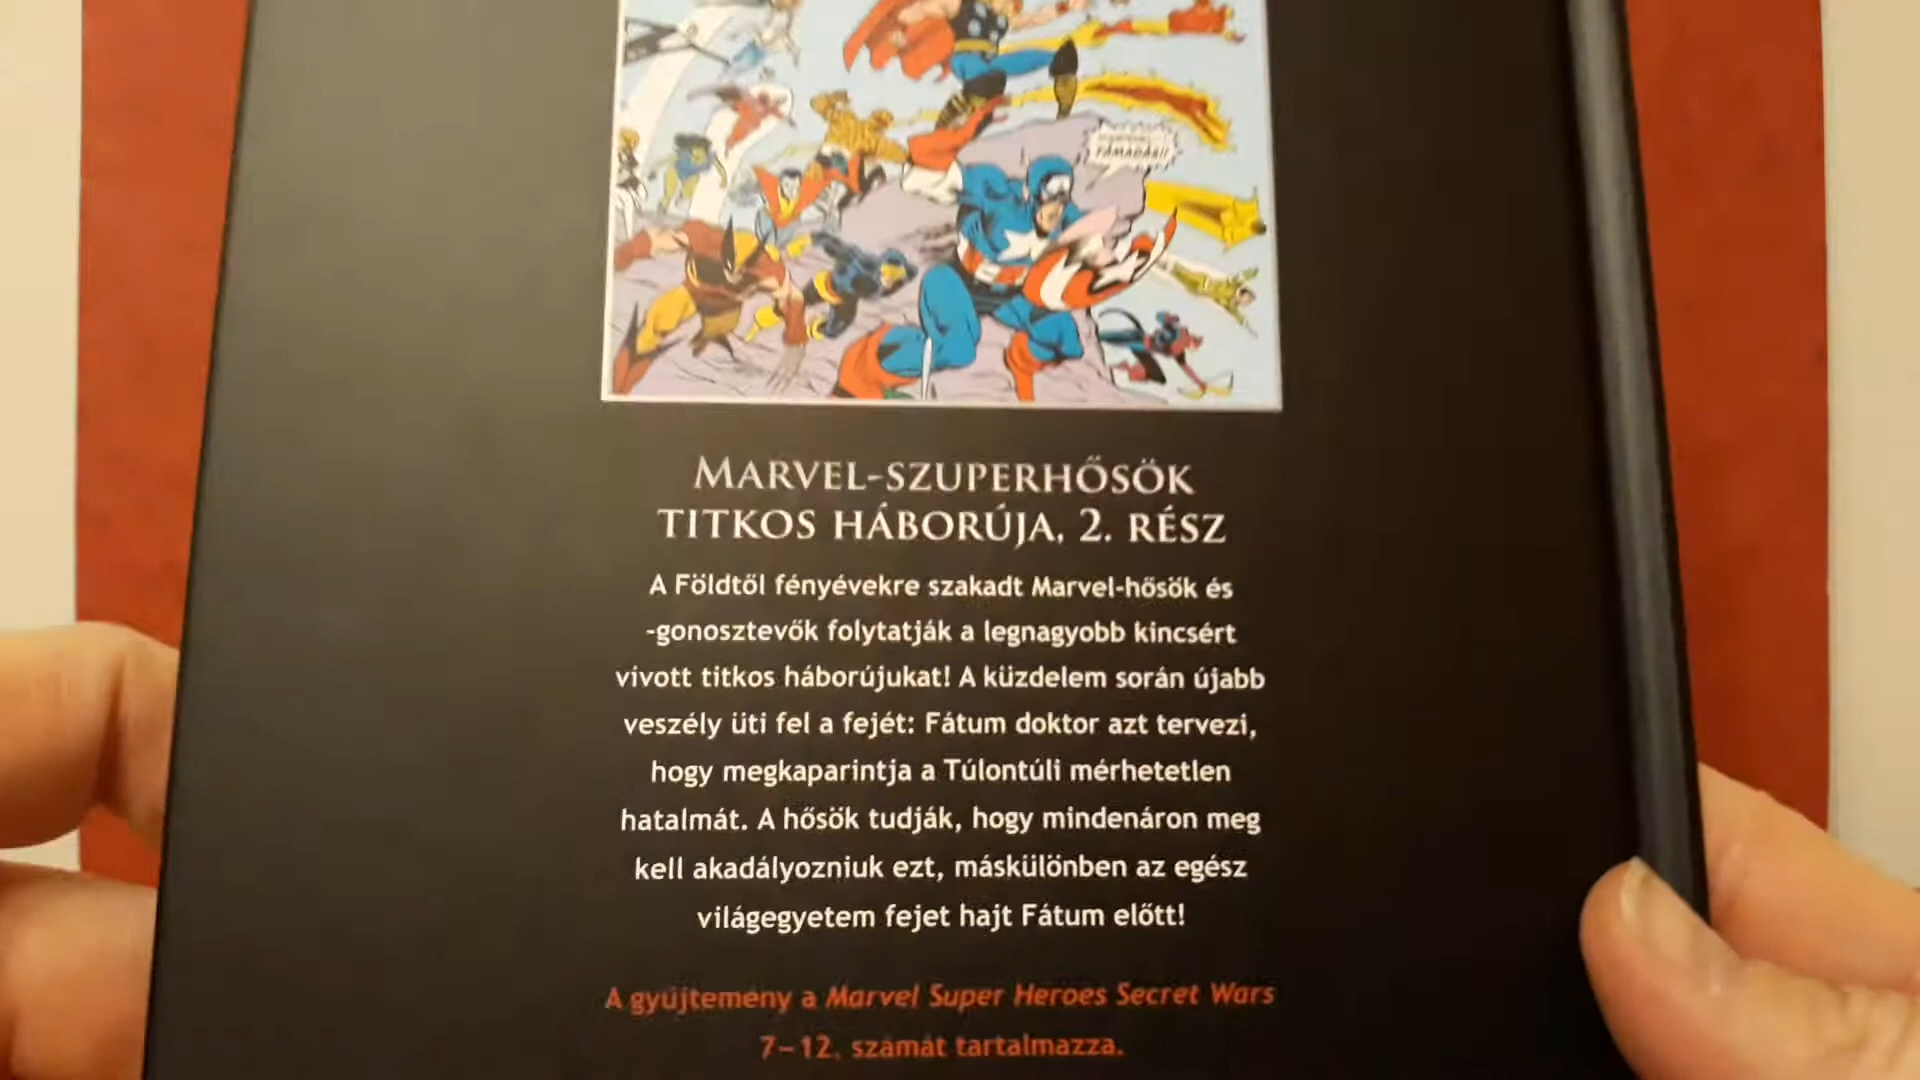 TÁMADÁS!!
MARVEL-SZUPERHŐSÖK
TITKOS HÁBORÚJA, 2. RÉSZ
A Földtől fényévekre szakadt Marvel-hősök és
-gonosztevők folytatják a legnagyobb kincsért
vívott titkos háborújukat! A küzdelem során újabb
veszély üti fel a fejét: Fátum doktor azt tervezi,
hogy megkaparintja a Túlontúli mérhetetlen
hatalmát. A hősök tudják, hogy mindenáron meg
kell akadályozniuk ezt, máskülönben az egész
világegyetem fejet hajt Fátum előtt!
A gyűjtemény a Marvel Super Heroes Secret Wars
7–12. számát tartalmazza.